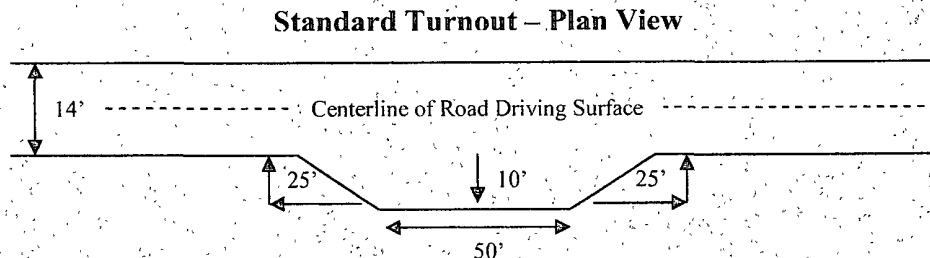 Standard Turnout – Plan View
14’
Centerline of Road Driving Surface
25’
10’
25’
50’